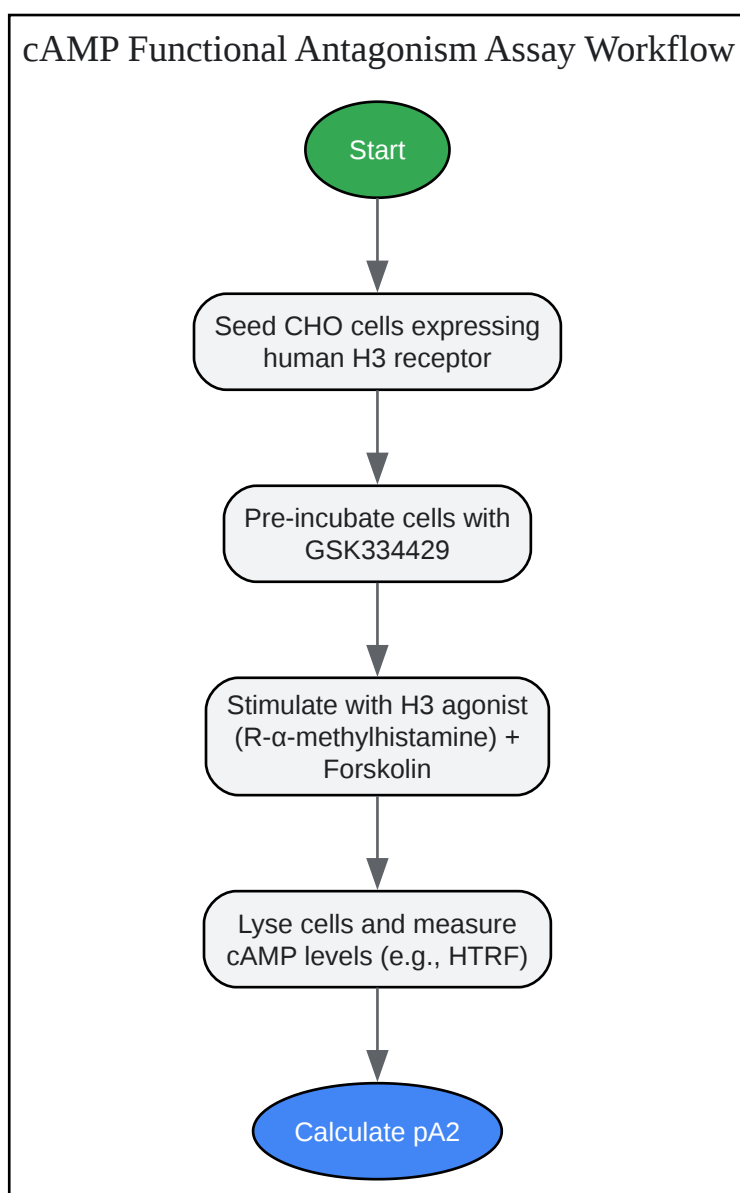 cAMP Functional Antagonism Assay Workflow
Start
Seed CHO cells expressing
human H3 receptor
Pre-incubate cells with
GSK334429
Stimulate with H3 agonist
(R-α-methylhistamine) +
Forskolin
Lyse cells and measure
cAMP levels (e.g., HTRF)
Calculate pA2